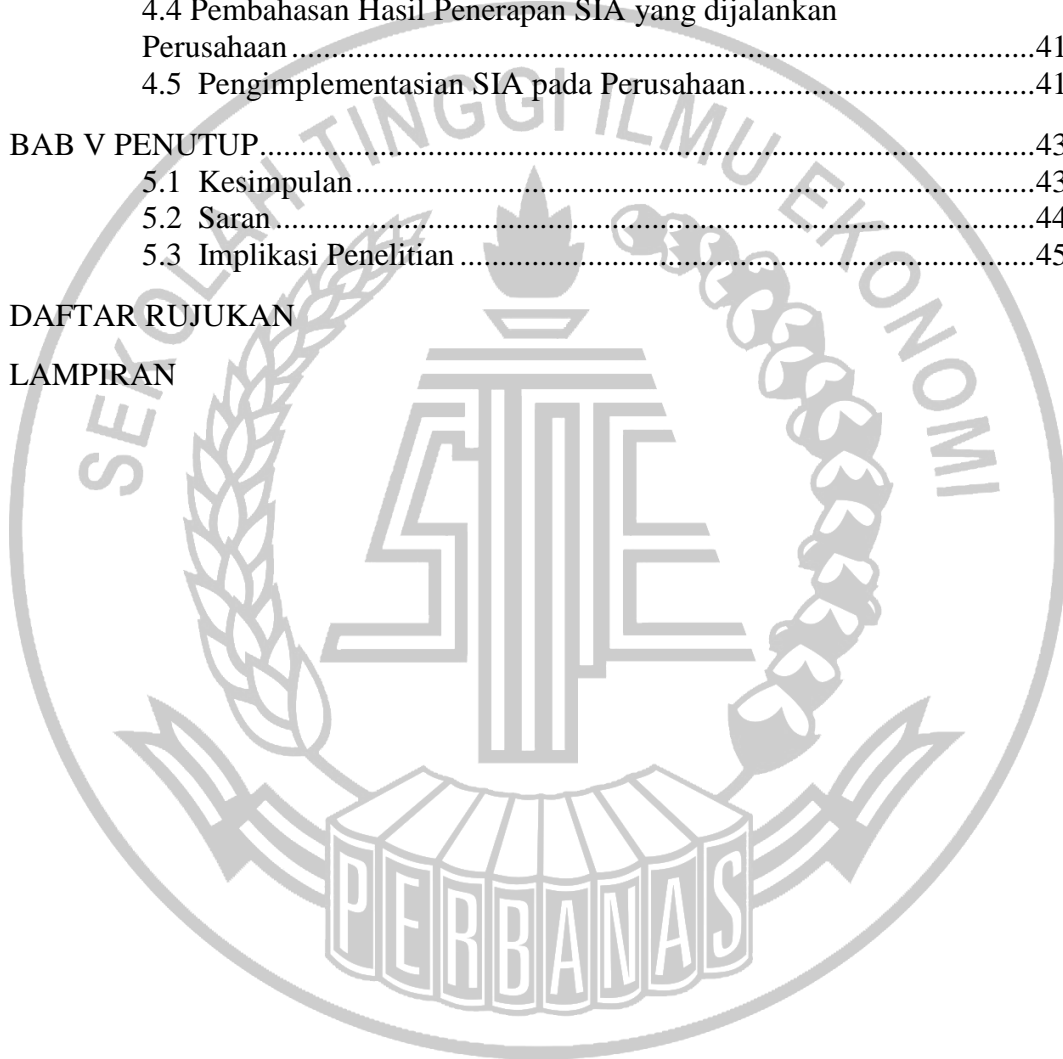 4.4 Pembahasan Hasil Penerapan SIA yang dijalankan
Perusahaan.......................................................................................41
4.5  Pengimplementasian SIA pada Perusahaan...................................41
BAB V PENUTUP................................................................................43
5.1  Kesimpulan....................................................................................43
5.2  Saran..............................................................................................44
5.3  Implikasi Penelitian.......................................................................45
DAFTAR RUJUKAN
LAMPIRAN
SEKOLAH TINGGI ILMU EKONOMI
STIE
PERBANAS